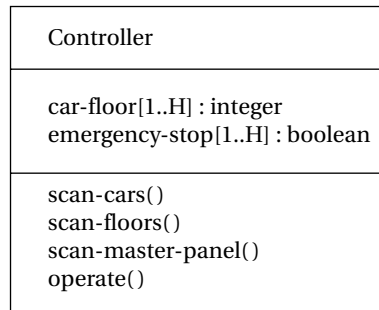 Controller
car-floor[1..H] : integer
emergency-stop[1..H] : boolean
scan-cars()
scan-floors()
scan-master-panel()
operate()